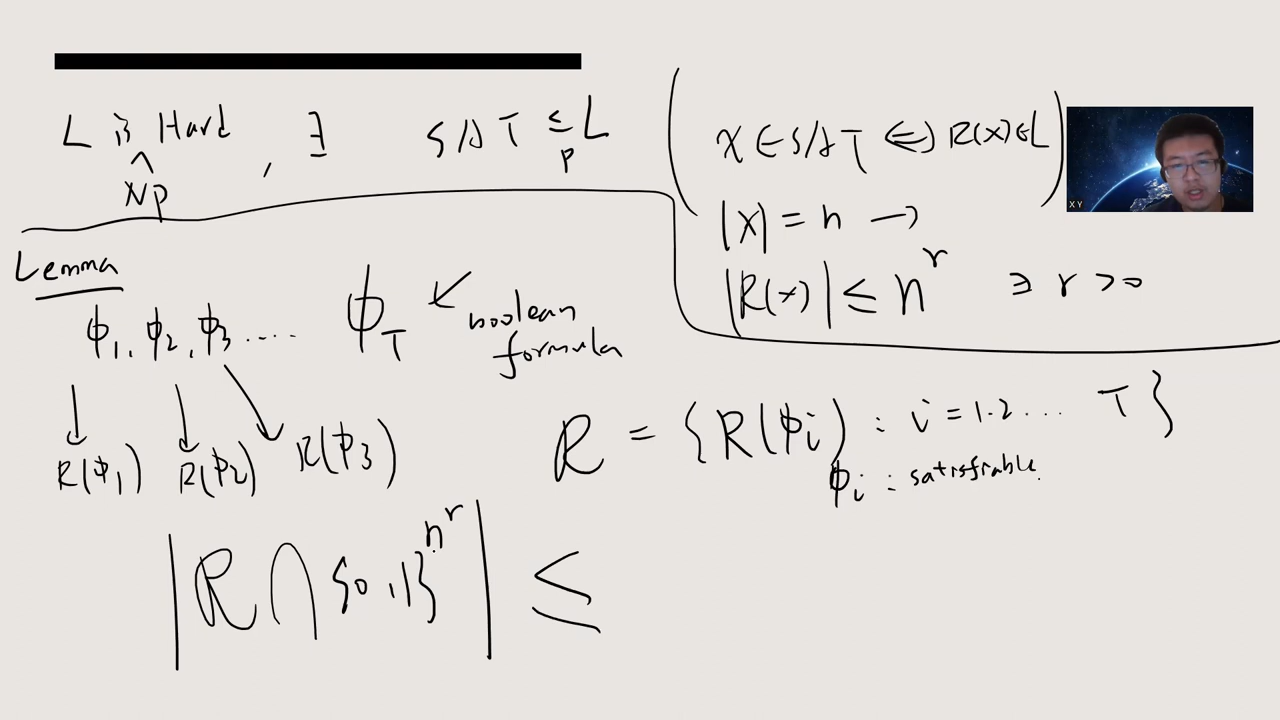 L is Hard, ∃ SAT ≤p L
^
NP
(x ∈ SAT ⇔ R(x) ∈ L)
|x| = n →
|R(x)| ≤ n^r ∃ r > 0
Lemma
ϕ1, ϕ2, ϕ3 .... ϕT ↙ boolean
formula
↓ ↓ ↘
R(ϕ1) R(ϕ2) R(ϕ3)
R = {R(ϕi) : i = 1.2 ... T}
ϕi : satisfiable.
|R ∩ {0,1}^n^r| ≤
X Y